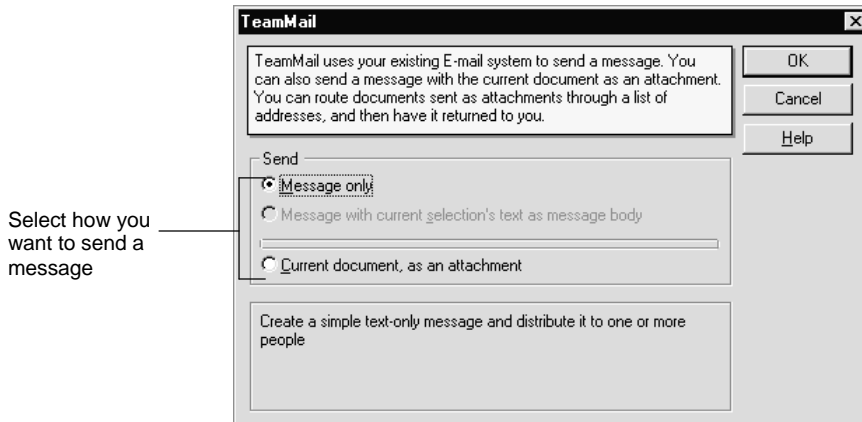 TeamMail
TeamMail uses your existing E-mail system to send a message. You
can also send a message with the current document as an attachment.
You can route documents sent as attachments through a list of
addresses, and then have it returned to you.
OK
Cancel
Help
Send
Message only
Message with current selection's text as message body
Current document, as an attachment
Select how you
want to send a
message
Create a simple text-only message and distribute it to one or more
people